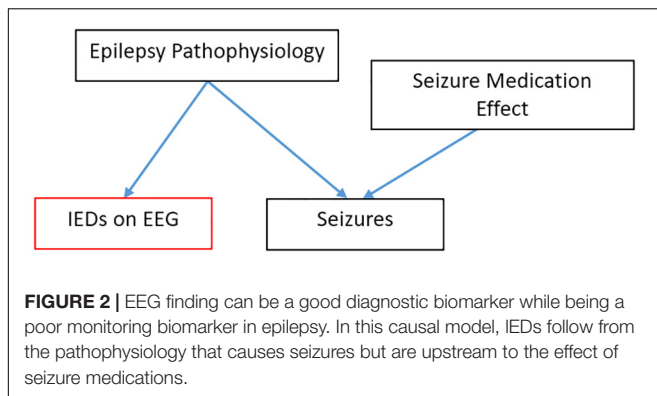 Epilepsy Pathophysiology
Seizure Medication
Effect
IEDs on EEG
Seizures
FIGURE 2 | EEG finding can be a good diagnostic biomarker while being a
poor monitoring biomarker in epilepsy. In this causal model, IEDs follow from
the pathophysiology that causes seizures but are upstream to the effect of
seizure medications.